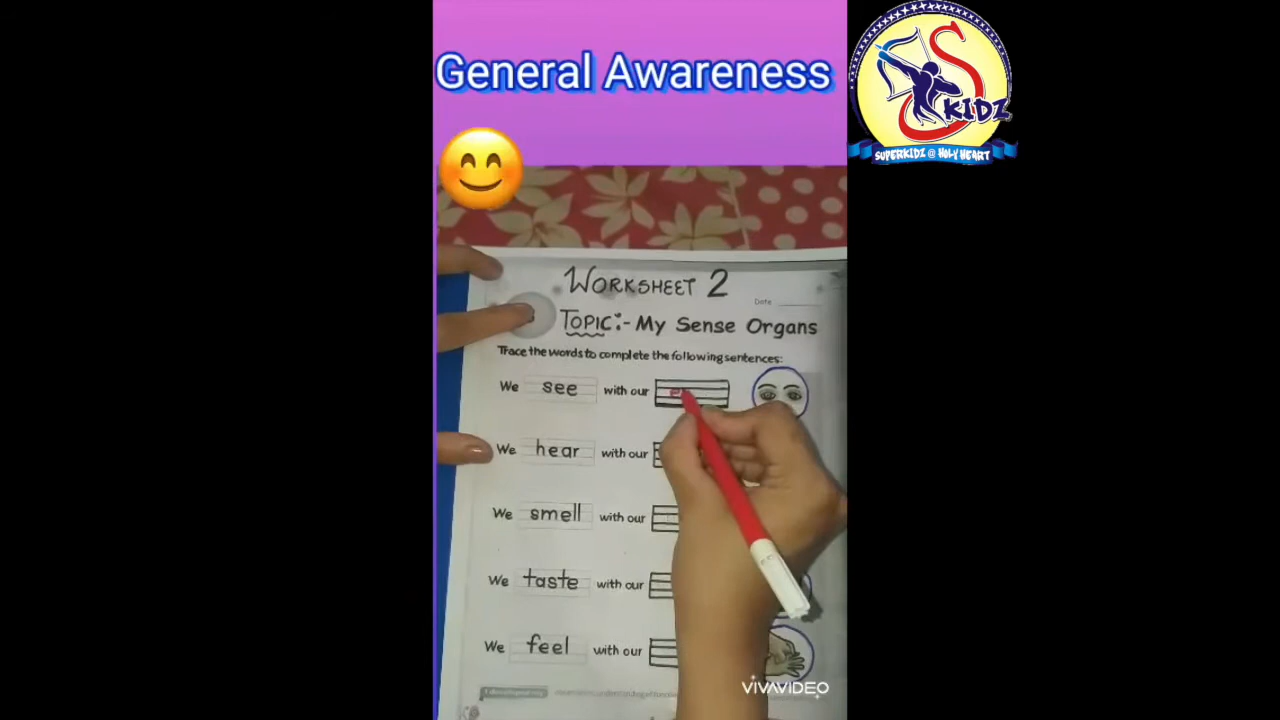 General Awareness
S
KIDZ
SUPERKIDZ @ HOLY HEART
WORKSHEET 2
Date
TOPIC:- My Sense Organs
Trace the words to complete the following sentences:
We see with our
We hear with our
We smell with our
We taste with our
We feel with our
VIVAVIDEO